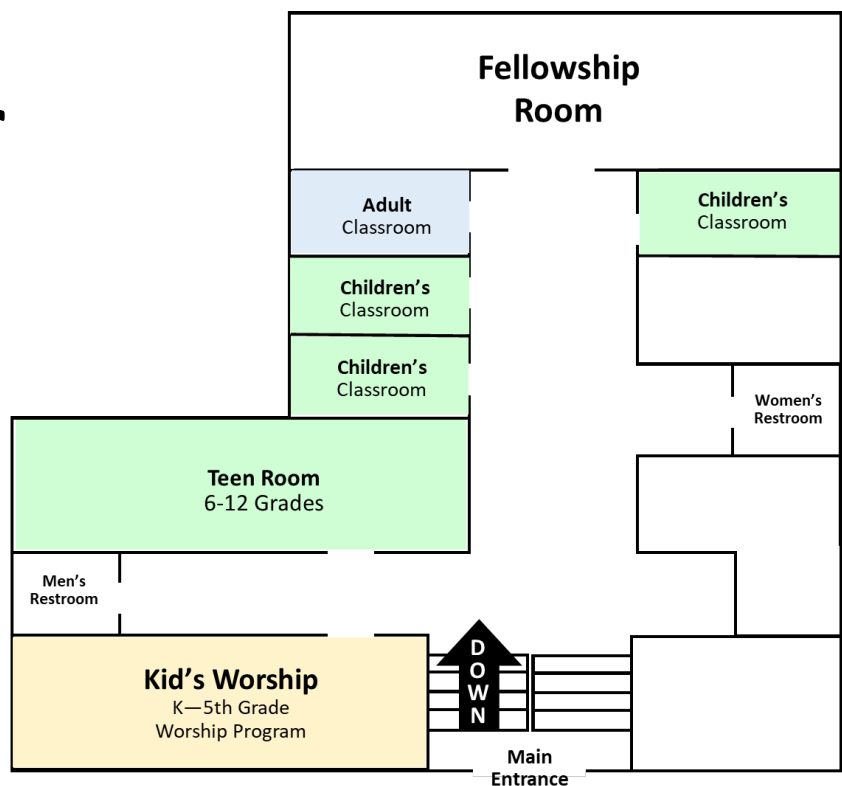 Fellowship
Room
Adult
Classroom
Children's
Classroom
Children's
Classroom
Children's
Classroom
Women's
Restroom
Teen Room
6-12 Grades
Men's
Restroom
Kid's Worship
K—5th Grade
Worship Program
D
O
W
N
Main
Entrance